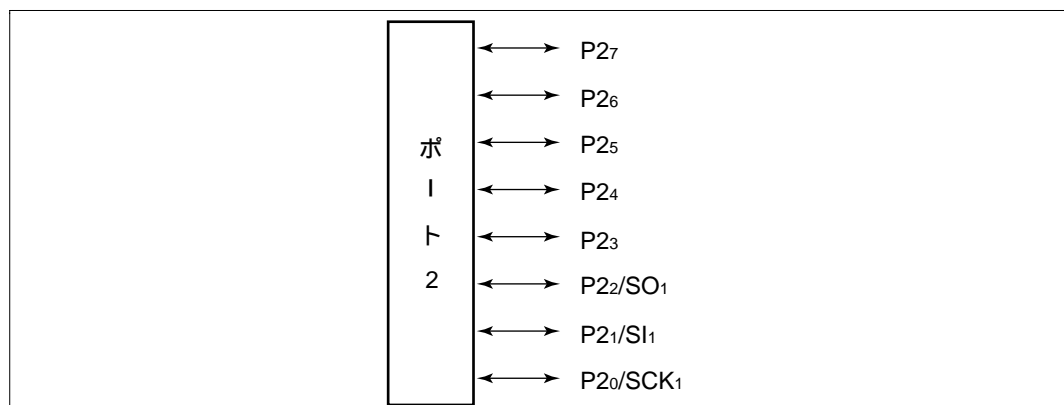 ポート2
P2₇
P2₆
P2₅
P2₄
P2₃
P2₂/SO₁
P2₁/SI₁
P2₀/SCK₁